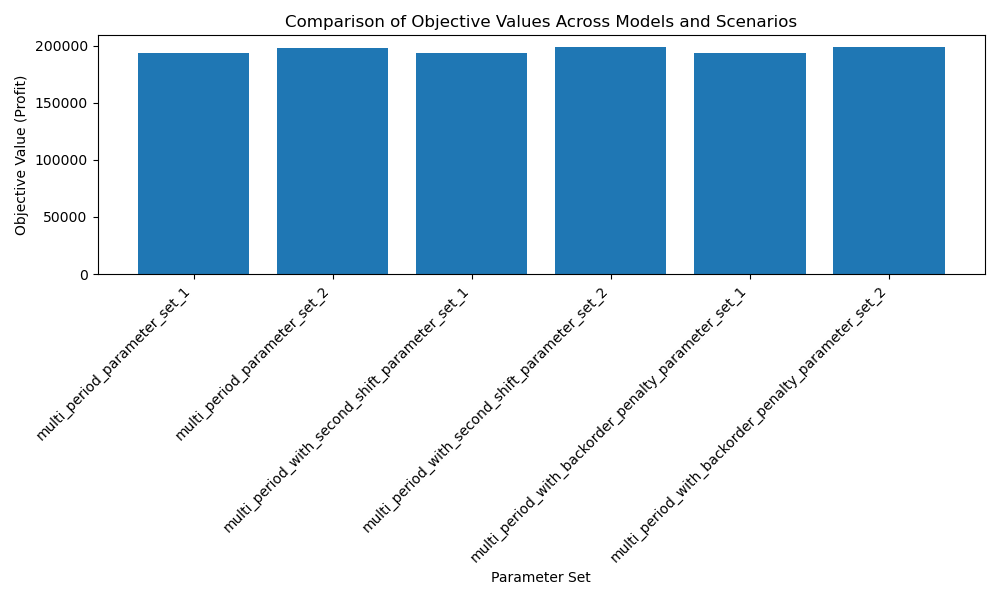 Comparison of Objective Values Across Models and Scenarios
Objective Value (Profit)
200000
150000
100000
50000
0
multi_period_parameter_set_1
multi_period_parameter_set_2
multi_period_with_second_shift_parameter_set_1
multi_period_with_second_shift_parameter_set_2
multi_period_with_backorder_penalty_parameter_set_1
multi_period_with_backorder_penalty_parameter_set_2
Parameter Set